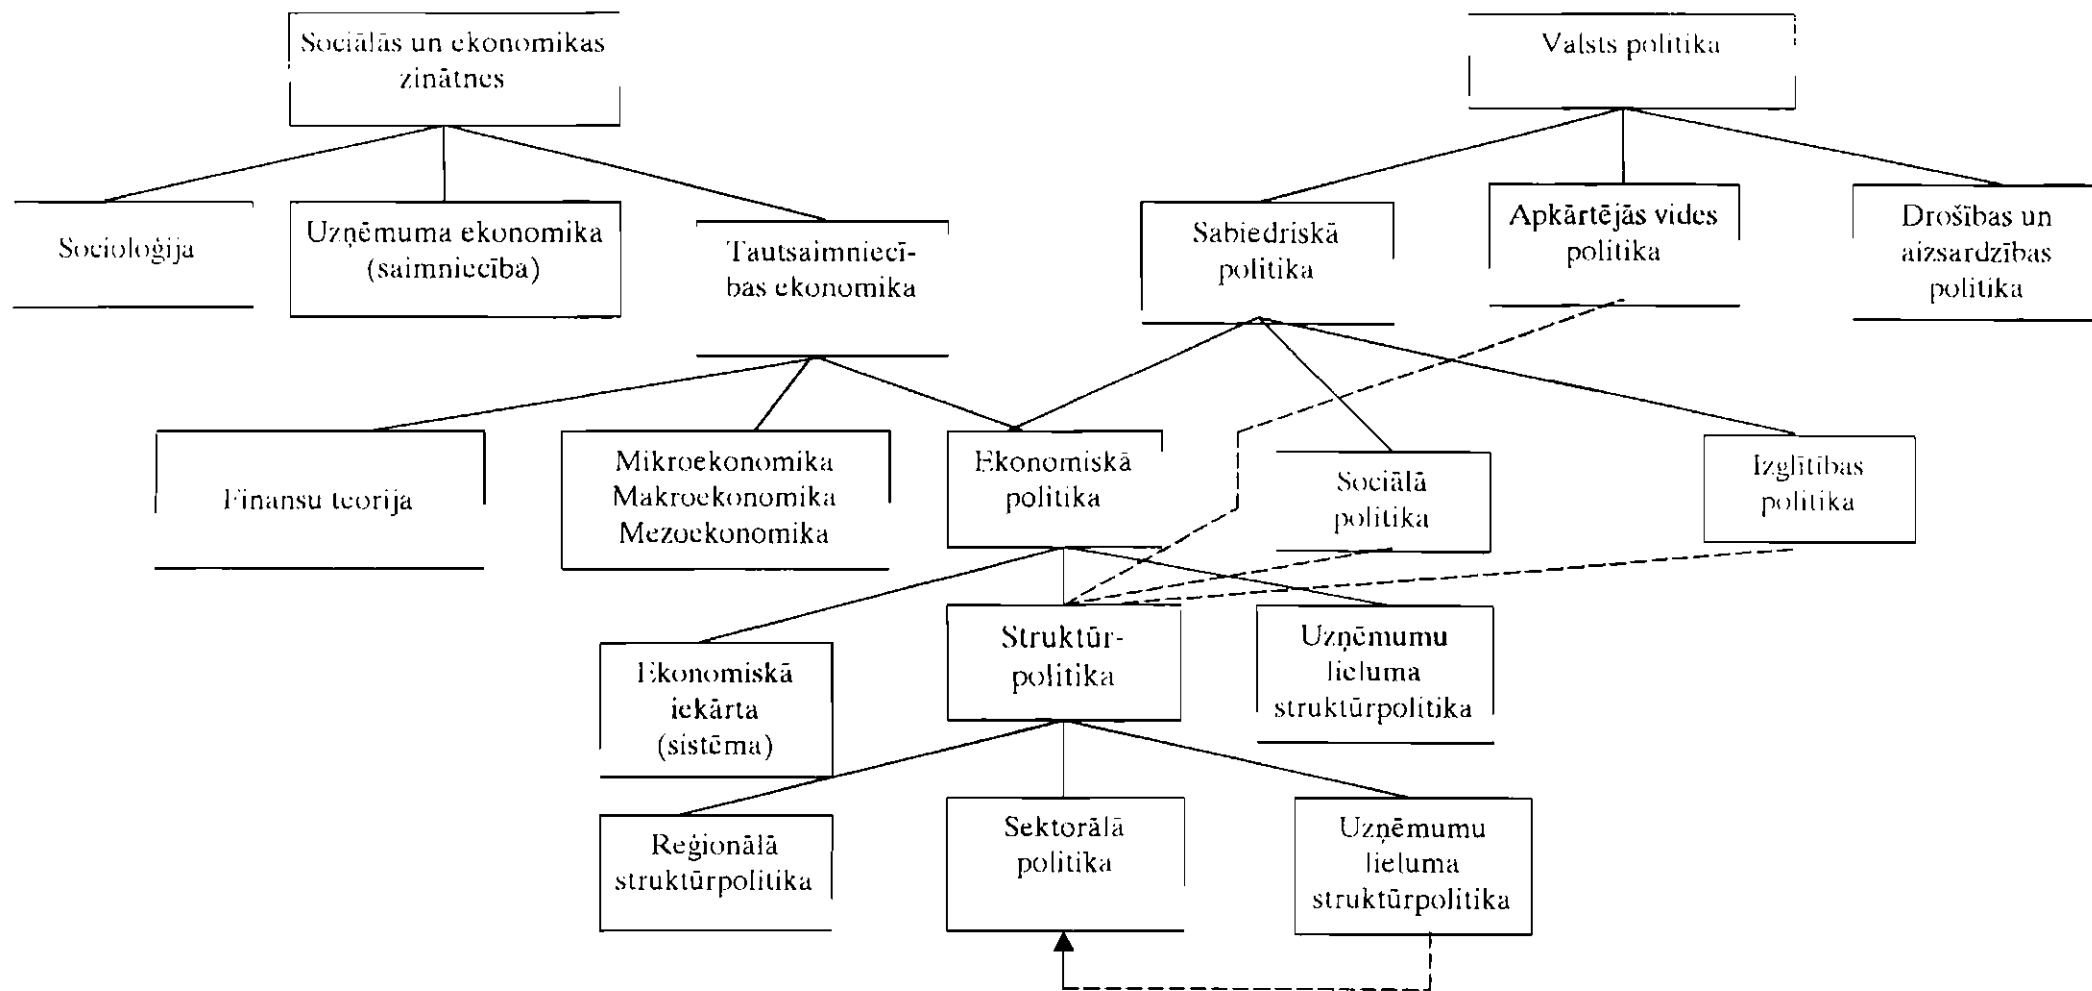 Sociālās un ekonomikas
zinātnes
Valsts politika
Socioloģija
Uzņēmuma ekonomika
(saimniecība)
Tautsaimniecī-
bas ekonomika
Sabiedriskā
politika
Apkārtējās vides
politika
Drošības un
aizsardzības
politika
Finansu teorija
Mikroekonomika
Makroekonomika
Mezoekonomika
Ekonomiskā
politika
Sociālā
politika
Izglītības
politika
Ekonomiskā
iekārta
(sistēma)
Struktūr-
politika
Uzņēmumu
lieluma
struktūrpolitika
Reģionālā
struktūrpolitika
Sektorālā
politika
Uzņēmumu
lieluma
struktūrpolitika